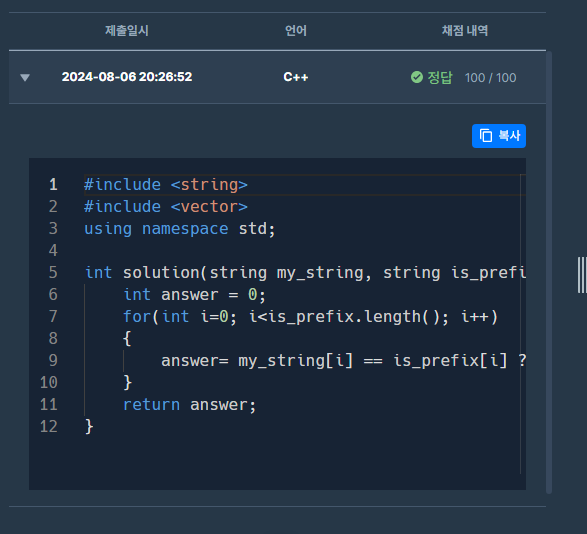 제출일시 언어 채점 내역
▼ 2024-08-06 20:26:52 C++ 정답 100 / 100
복사
1 #include <string>
2 #include <vector>
3 using namespace std;
4
5 int solution(string my_string, string is_prefi
6     int answer = 0;
7     for(int i=0; i<is_prefix.length(); i++)
8     {
9         answer= my_string[i] == is_prefix[i] ?
10     }
11     return answer;
12 }